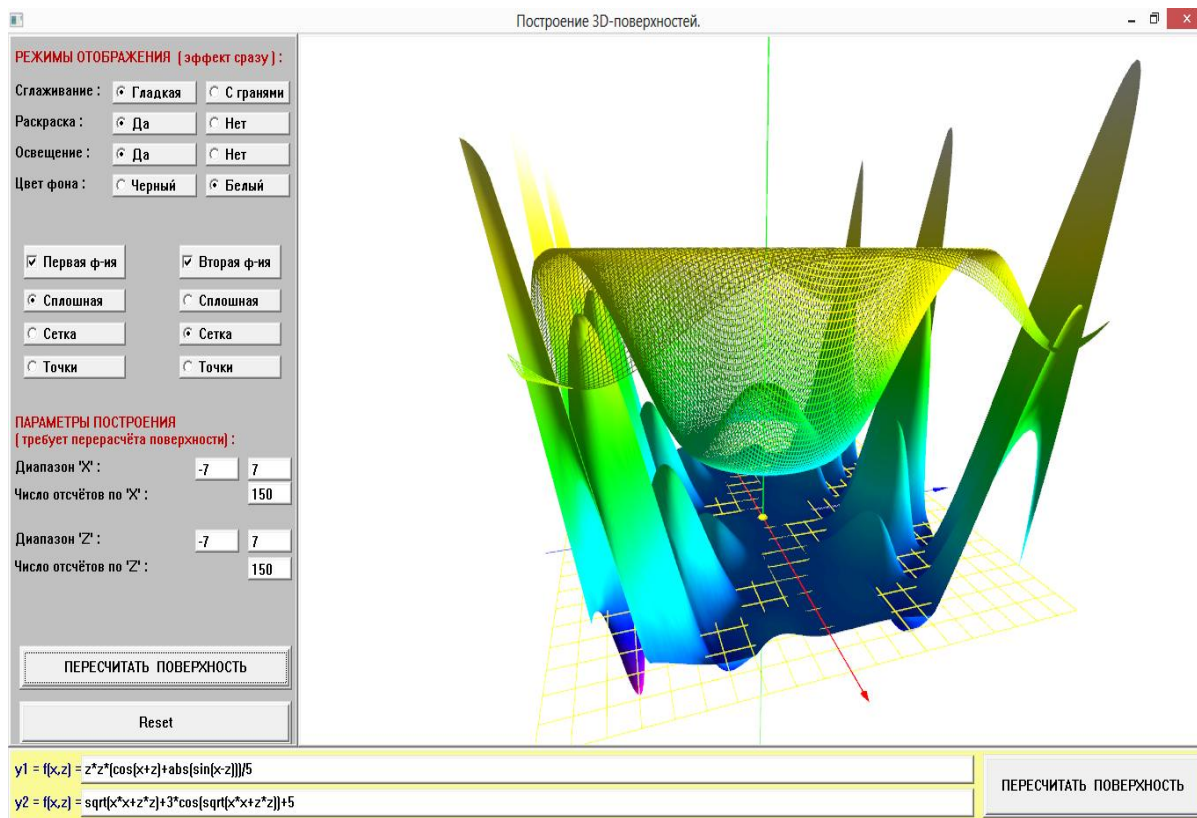 Построение 3D-поверхностей.
РЕЖИМЫ ОТОБРАЖЕНИЯ ( эффект сразу ) :
Сглаживание : Гладкая С гранями
Раскраска : Да Нет
Освещение : Да Нет
Цвет фона : Черный Белый
Первая ф-ия Вторая ф-ия
Сплошная Сплошная
Сетка Сетка
Точки Точки
ПАРАМЕТРЫ ПОСТРОЕНИЯ
( требует перерасчёта поверхности) :
Диапазон 'X' : -7 7
Число отсчётов по 'X' : 150
Диапазон 'Z' : -7 7
Число отсчётов по 'Z' : 150
ПЕРЕСЧИТАТЬ ПОВЕРХНОСТЬ
Reset
y1 = f(x,z) = z*z*(cos(x+z)+abs(sin(x-z)))/5
y2 = f(x,z) = sqrt(x*x+z*z)+3*cos(sqrt(x*x+z*z))+5
ПЕРЕСЧИТАТЬ ПОВЕРХНОСТЬ